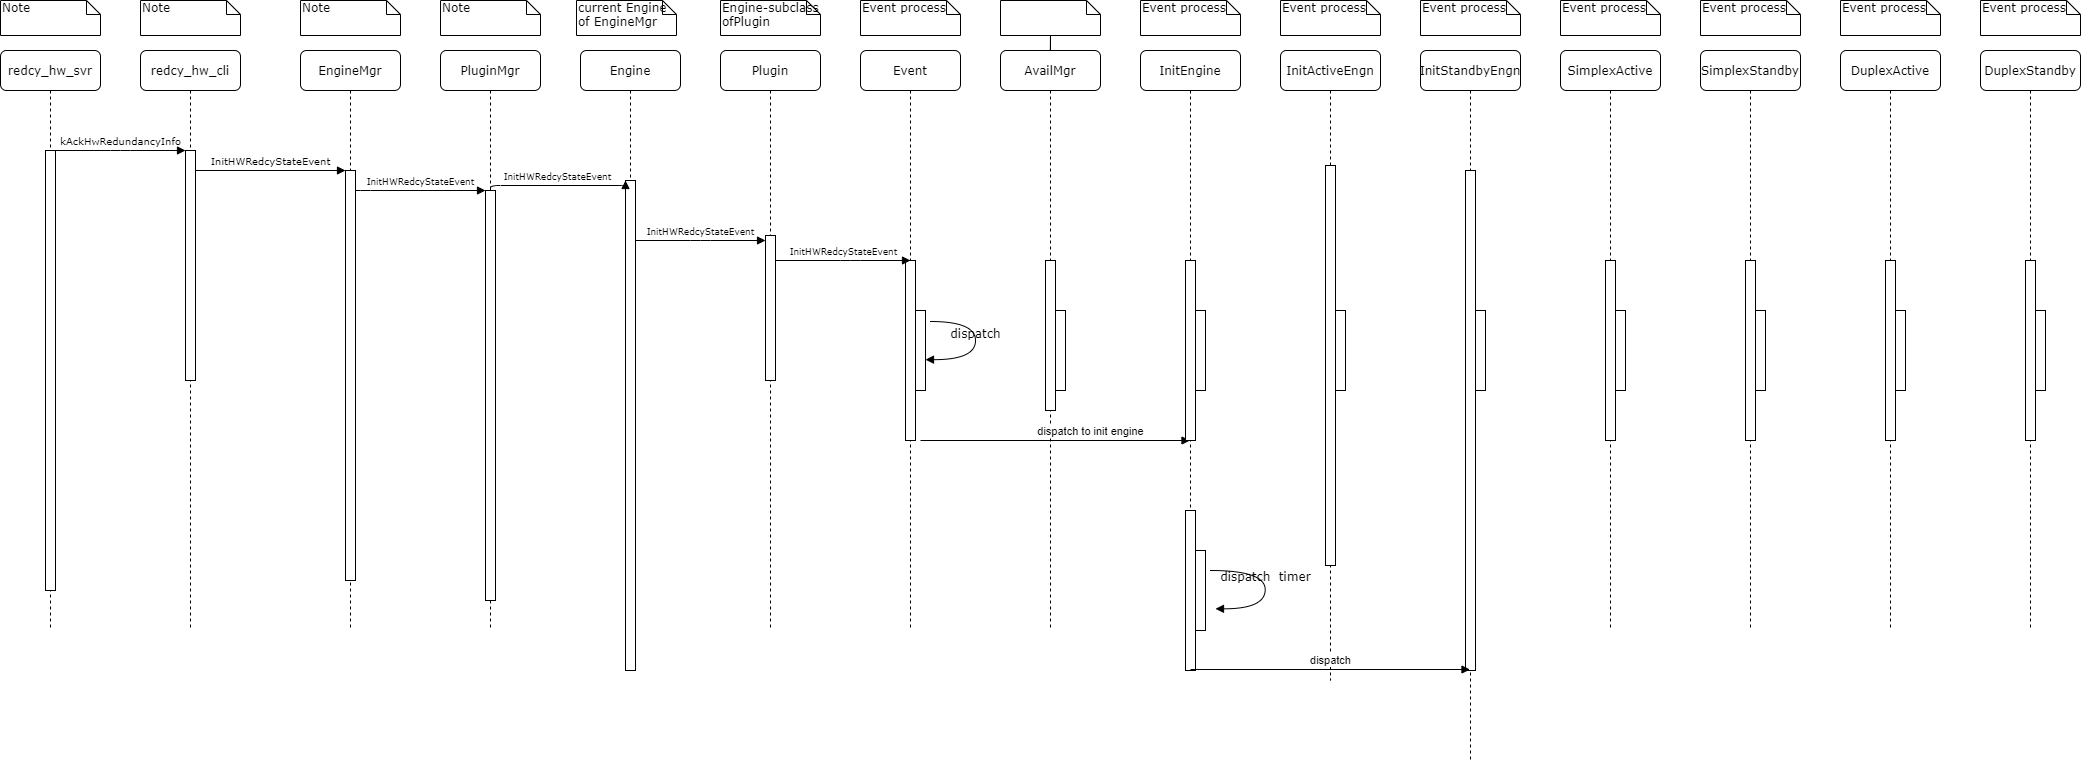 Note
Note
Note
Note
current Engine
of EngineMgr
Engine-subclass
ofPlugin
Event process
Event process
Event process
Event process
Event process
Event process
Event process
Event process
redcy_hw_svr
redcy_hw_cli
EngineMgr
PluginMgr
Engine
Plugin
Event
AvailMgr
InitEngine
InitActiveEngn
InitStandbyEngn
SimplexActive
SimplexStandby
DuplexActive
DuplexStandby
kAckHwRedundancyInfo
InitHWRedcyStateEvent
InitHWRedcyStateEvent
InitHWRedcyStateEvent
InitHWRedcyStateEvent
InitHWRedcyStateEvent
dispatch
dispatch to init engine
dispatch  timer
dispatch